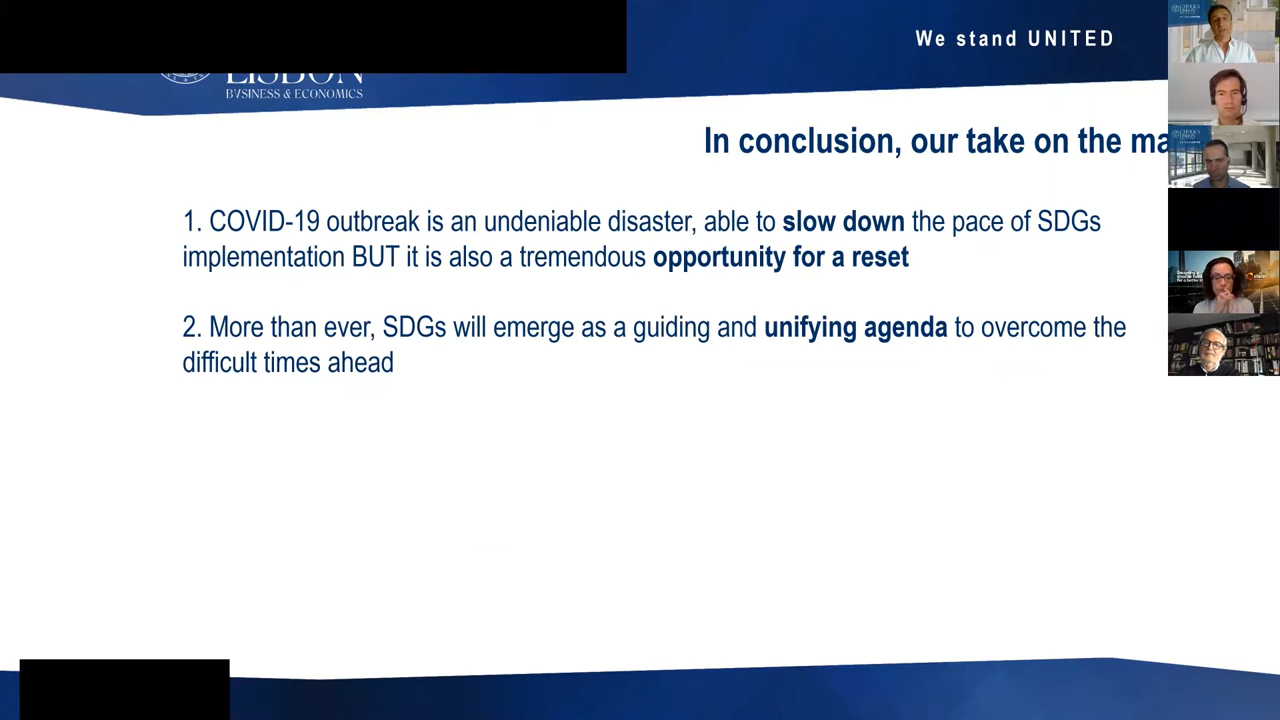 We stand UNITED
LISBON
BVSINESS & ECONOMICS
In conclusion, our take on the
1. COVID-19 outbreak is an undeniable disaster, able to slow down the pace of SDGs
implementation BUT it is also a tremendous opportunity for a reset
2. More than ever, SDGs will emerge as a guiding and unifying agenda to overcome the
difficult times ahead